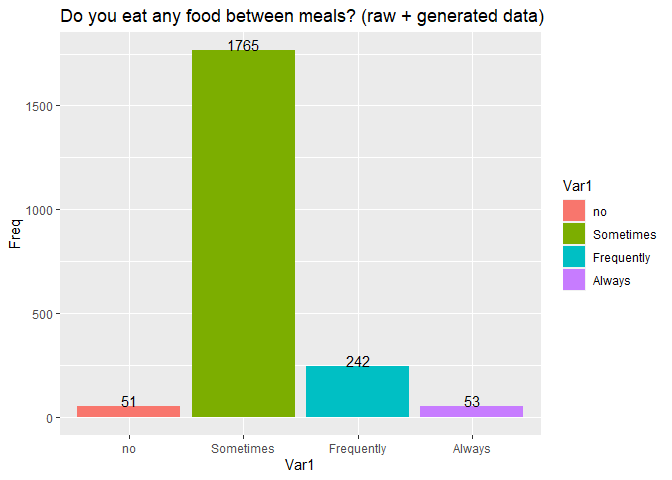 Do you eat any food between meals? (raw + generated data)
1765
1500
1000
500
0
Freq
51
242
53
no
Sometimes
Frequently
Always
Var1
Var1
no
Sometimes
Frequently
Always